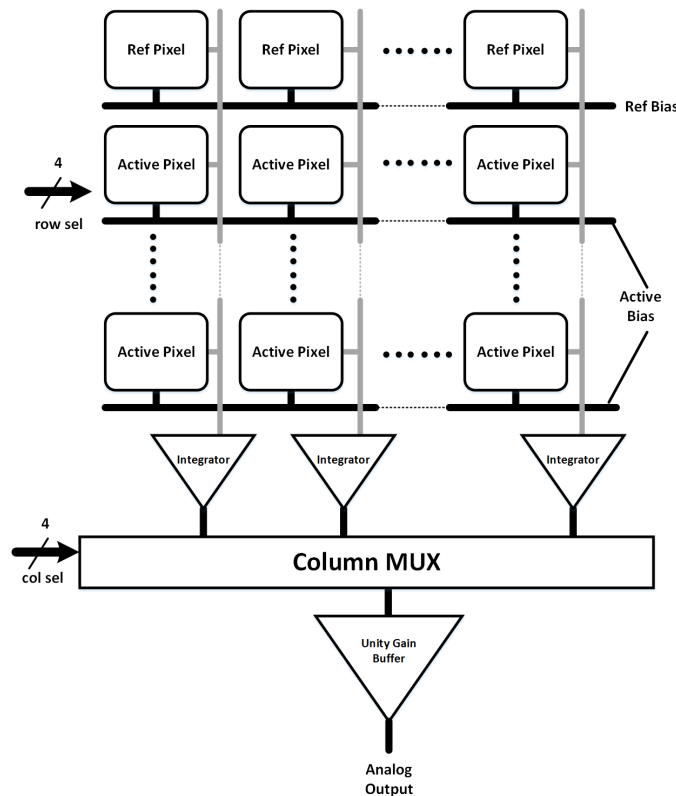 Ref Pixel
Ref Pixel
Ref Pixel
Ref Bias
4
Active Pixel
Active Pixel
Active Pixel
row sel
Active
Bias
Active Pixel
Active Pixel
Active Pixel
Integrator
Integrator
Integrator
4
Column MUX
col sel
Unity Gain
Buffer
Analog
Output